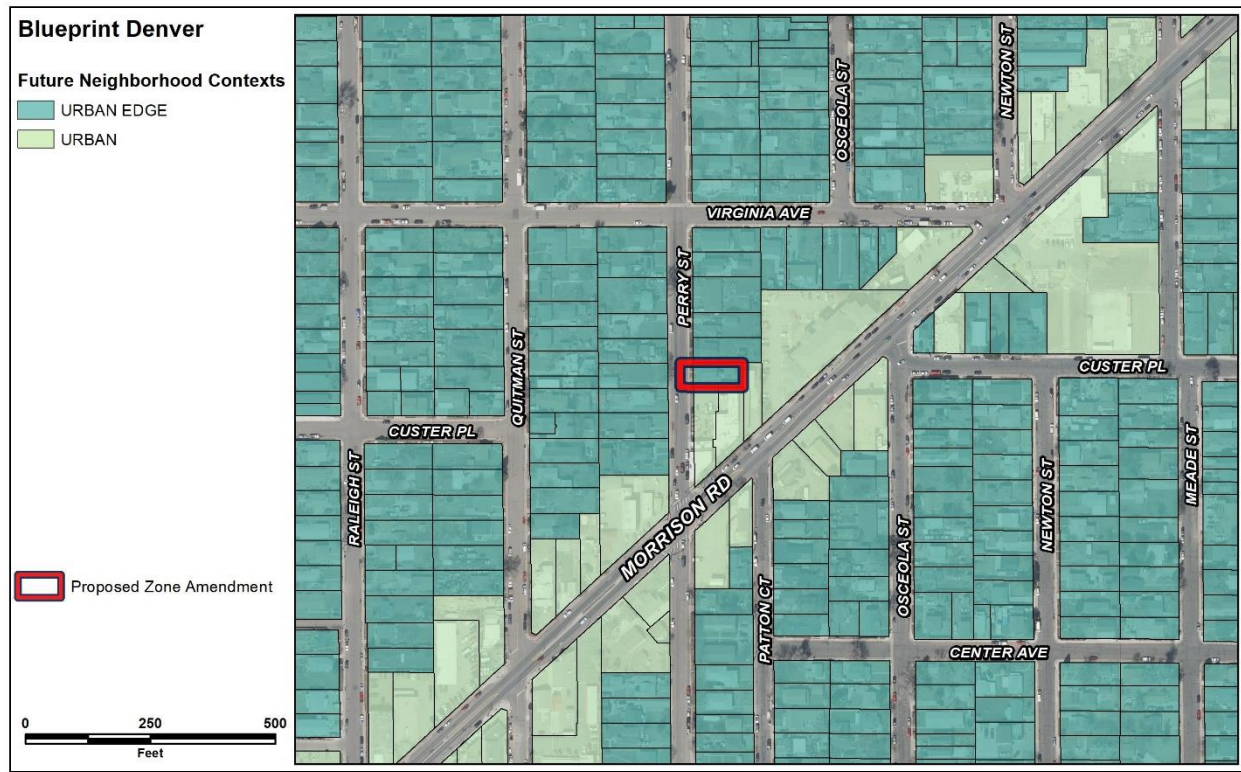 Blueprint Denver
Future Neighborhood Contexts
URBAN EDGE
URBAN
Proposed Zone Amendment
0 250 500
Feet
OSCEOLA ST
NEWTON ST
VIRGINIA AVE
PERRY ST
QUITMAN ST
CUSTER PL
CUSTER PL
RALEIGH ST
MORRISON RD
PATTON CT
OSCEOLA ST
NEWTON ST
MEADE ST
CENTER AVE